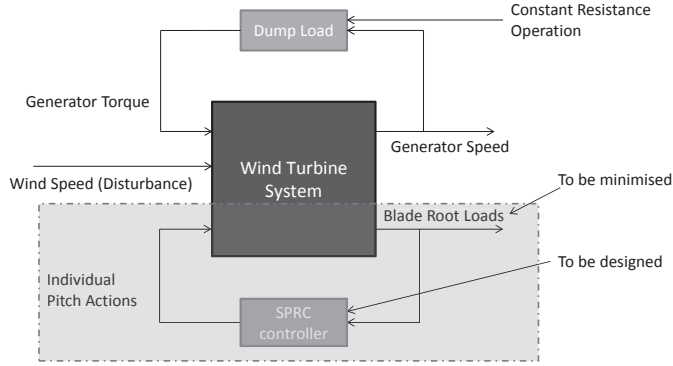 Constant Resistance
Operation
Dump Load
Generator Torque
Generator Speed
Wind Turbine
System
Wind Speed (Disturbance)
To be minimised
Blade Root Loads
To be designed
Individual
Pitch Actions
SPRC
controller